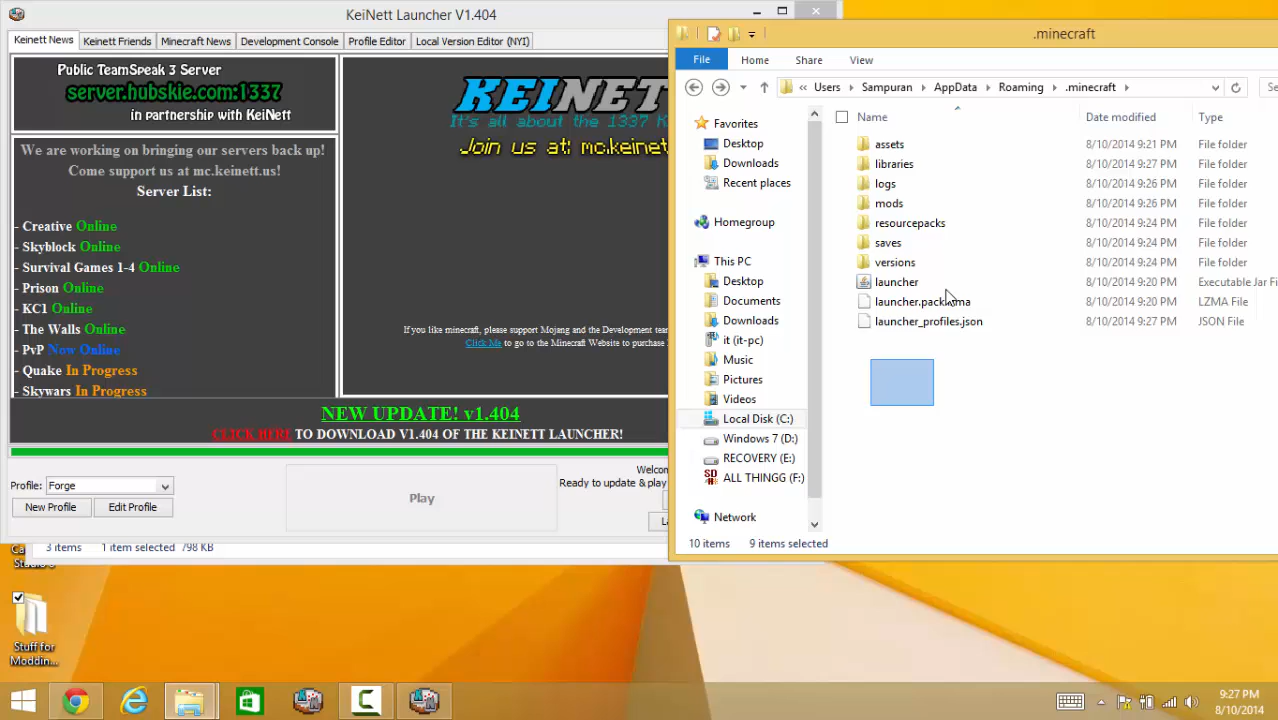 KeiNett Launcher V1.404
Keinett News
Keinett Friends
Minecraft News
Development Console
Profile Editor
Local Version Editor (NYI)
Public TeamSpeak 3 Server
server.hubskie.com:1337
in partnership with KeiNett
We are working on bringing our servers back up!
Come support us at mc.keinett.us!
Server List:
- Creative Online
- Skyblock Online
- Survival Games 1-4 Online
- Prison Online
- KC1 Online
- The Walls Online
- PvP Now Online
- Quake In Progress
- Skywars In Progress
KEINETT
It's all about the 1337 K
Join us at: mc.keinett
If you like minecraft, please support Mojang and the Development team
Click Me to go to the Minecraft Website to purchase
NEW UPDATE! v1.404
CLICK HERE TO DOWNLOAD V1.404 OF THE KEINETT LAUNCHER!
Profile: Forge
New Profile
Edit Profile
Play
Welcom
Ready to update & play
3 items 1 item selected 798 KB
.minecraft
File
Home
Share
View
Users
Sampuran
AppData
Roaming
.minecraft
Favorites
Desktop
Downloads
Recent places
Homegroup
This PC
Desktop
Documents
Downloads
it (it-pc)
Music
Pictures
Videos
Local Disk (C:)
Windows 7 (D:)
RECOVERY (E:)
ALL THINGG (F:)
Network
Name Date modified Type
assets 8/10/2014 9:21 PM File folder
libraries 8/10/2014 9:27 PM File folder
logs 8/10/2014 9:26 PM File folder
mods 8/10/2014 9:26 PM File folder
resourcepacks 8/10/2014 9:24 PM File folder
saves 8/10/2014 9:24 PM File folder
versions 8/10/2014 9:24 PM File folder
launcher 8/10/2014 9:20 PM Executable Jar Fi
launcher.pack.lzma 8/10/2014 9:20 PM LZMA File
launcher_profiles.json 8/10/2014 9:27 PM JSON File
10 items 9 items selected
Studio 8
Stuff for
Moddin...
9:27 PM
8/10/2014